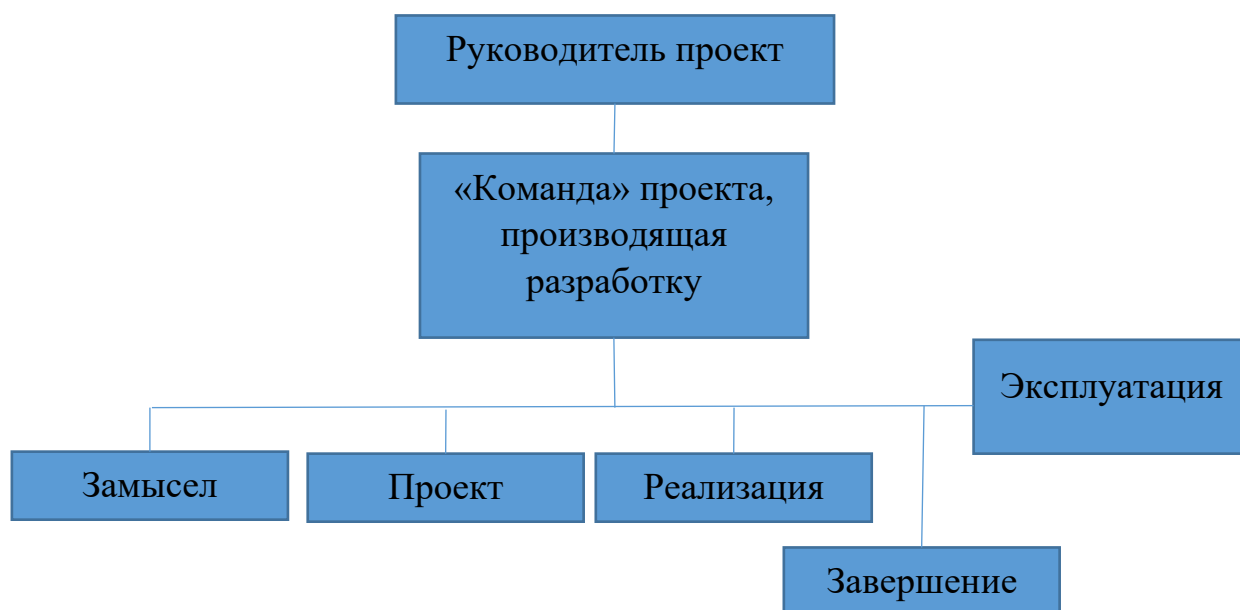 Руководитель проект
«Команда» проекта,
производящая
разработку
Эксплуатация
Замысел
Проект
Реализация
Завершение